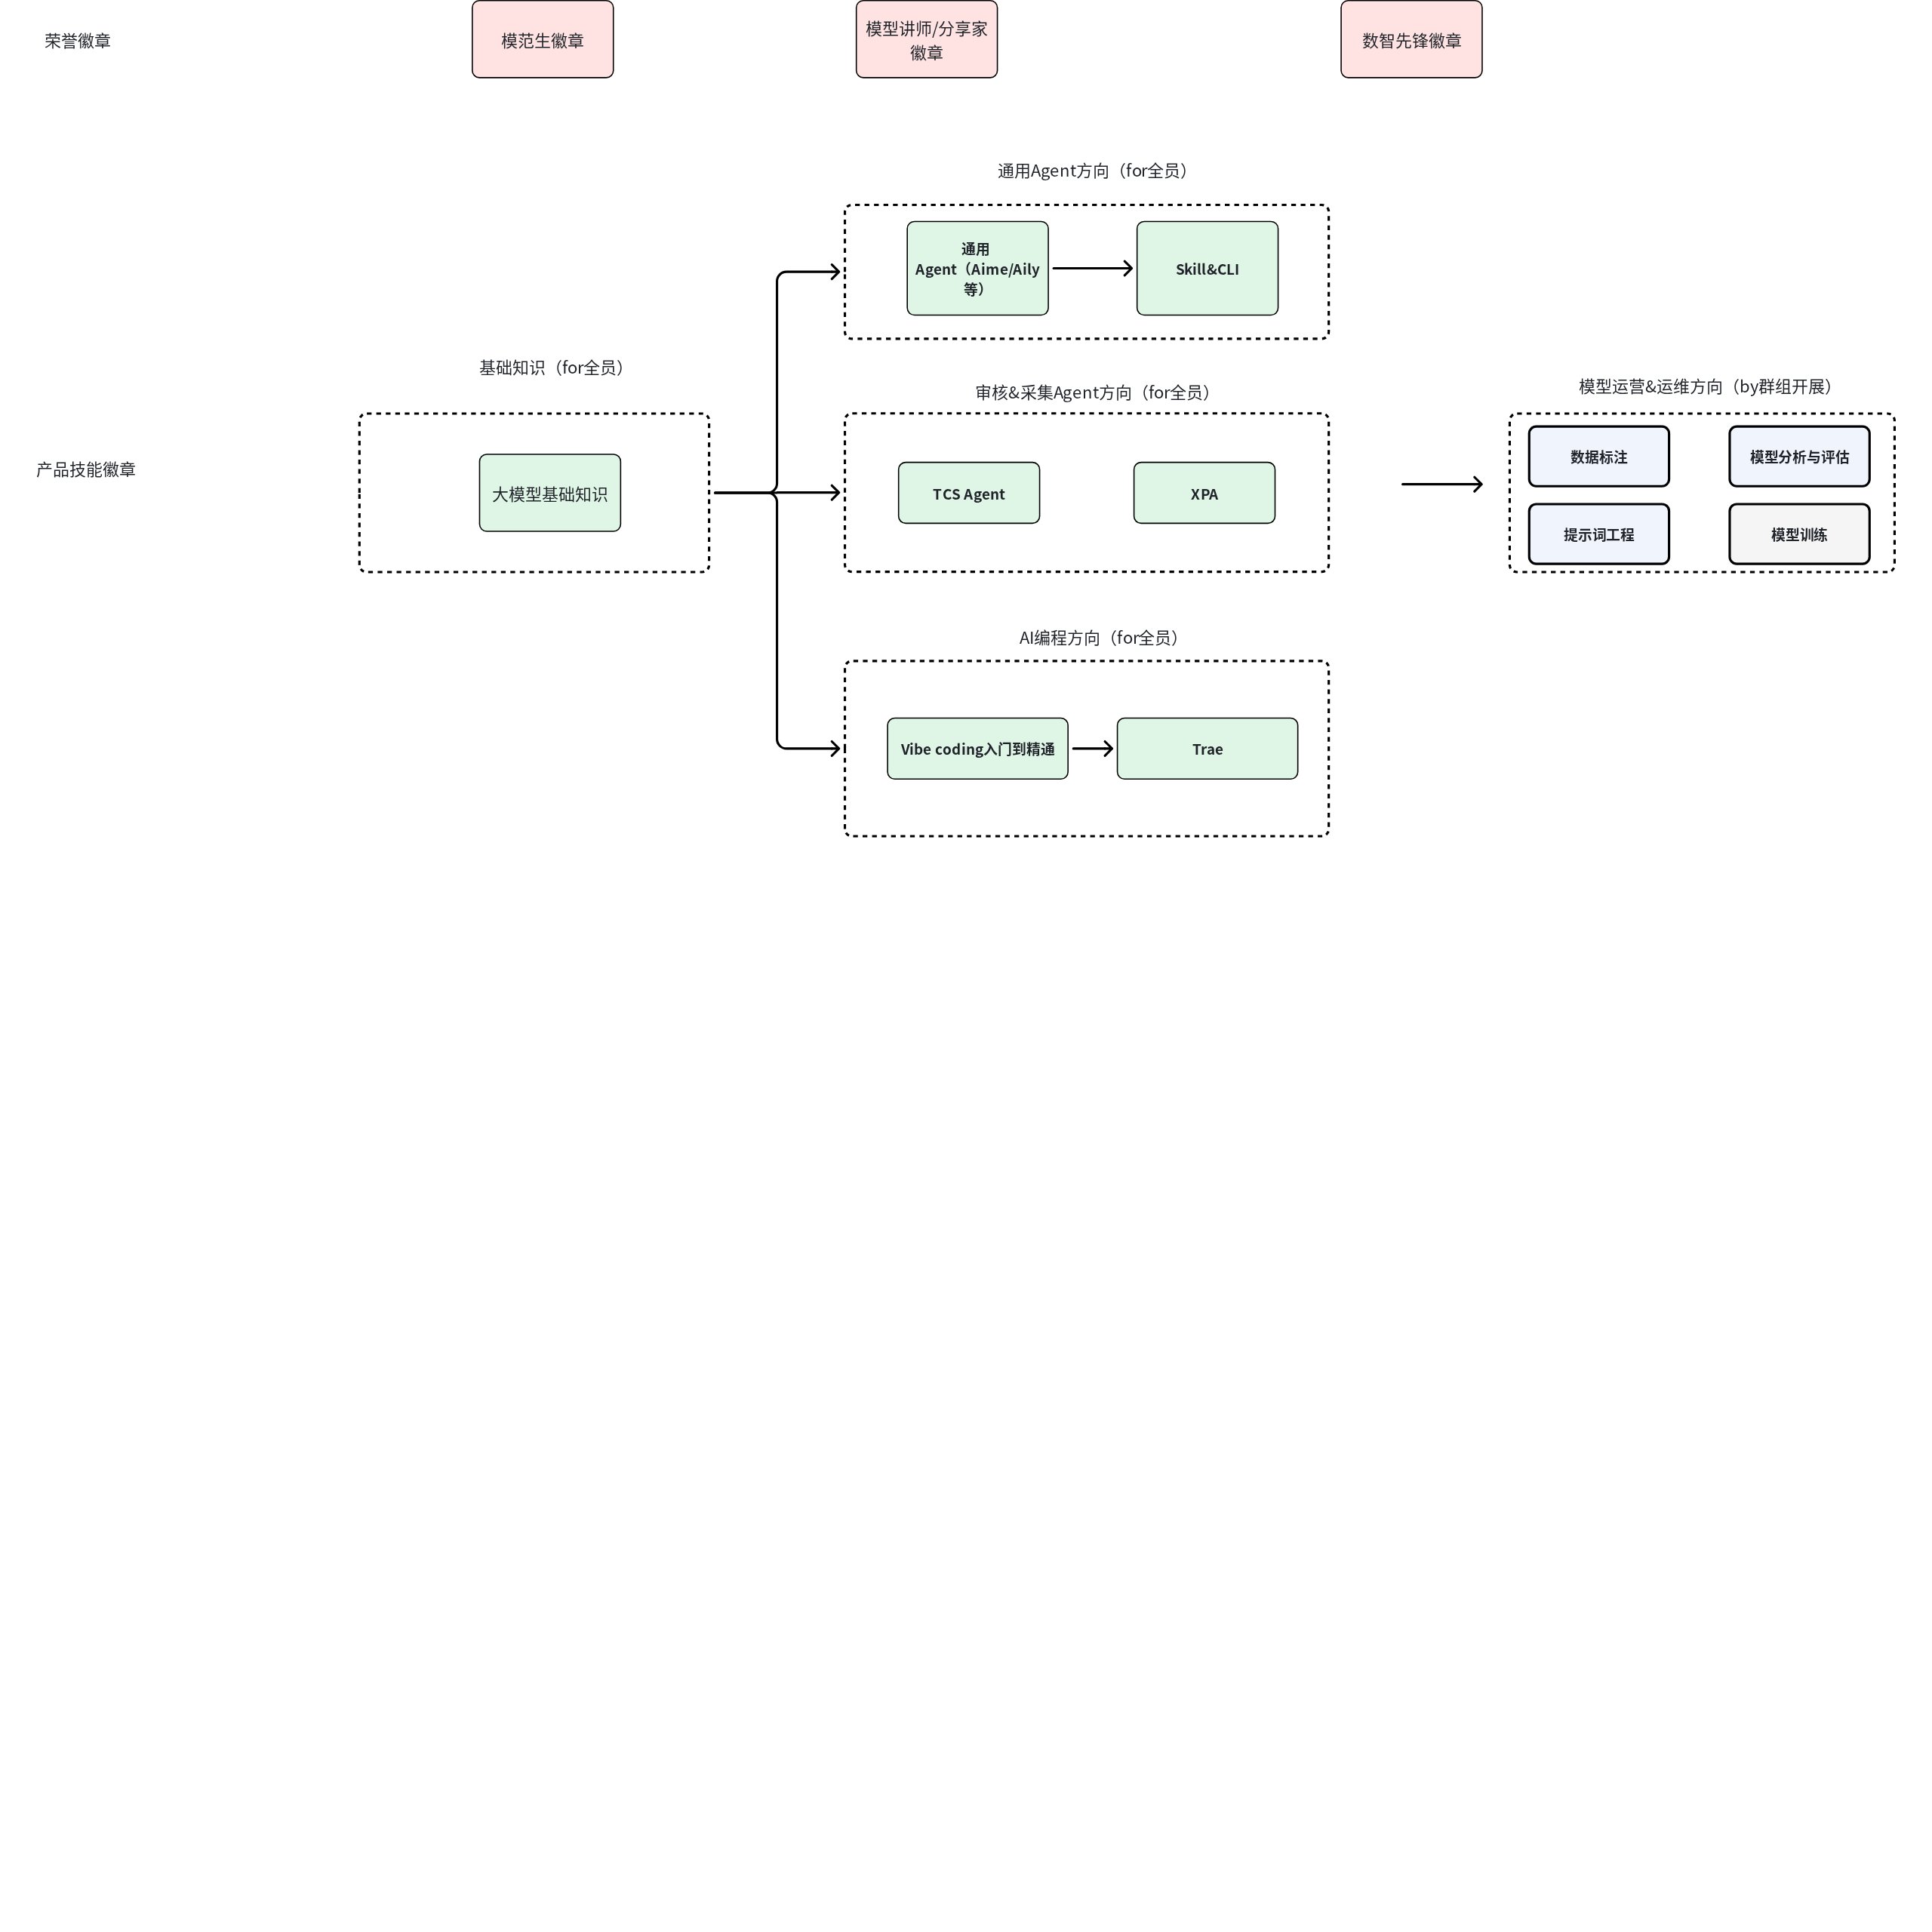 荣誉徽章
模范生徽章
模型讲师/分享家
徽章
数智先锋徽章
通用Agent方向（for全员）
通用
Agent（Aime/Aily
等）
Skill&CLI
基础知识（for全员）
审核&采集Agent方向（for全员）
模型运营&运维方向（by群组开展）
产品技能徽章
大模型基础知识
TCS Agent
XPA
数据标注
模型分析与评估
提示词工程
模型训练
AI编程方向（for全员）
Vibe coding入门到精通
Trae